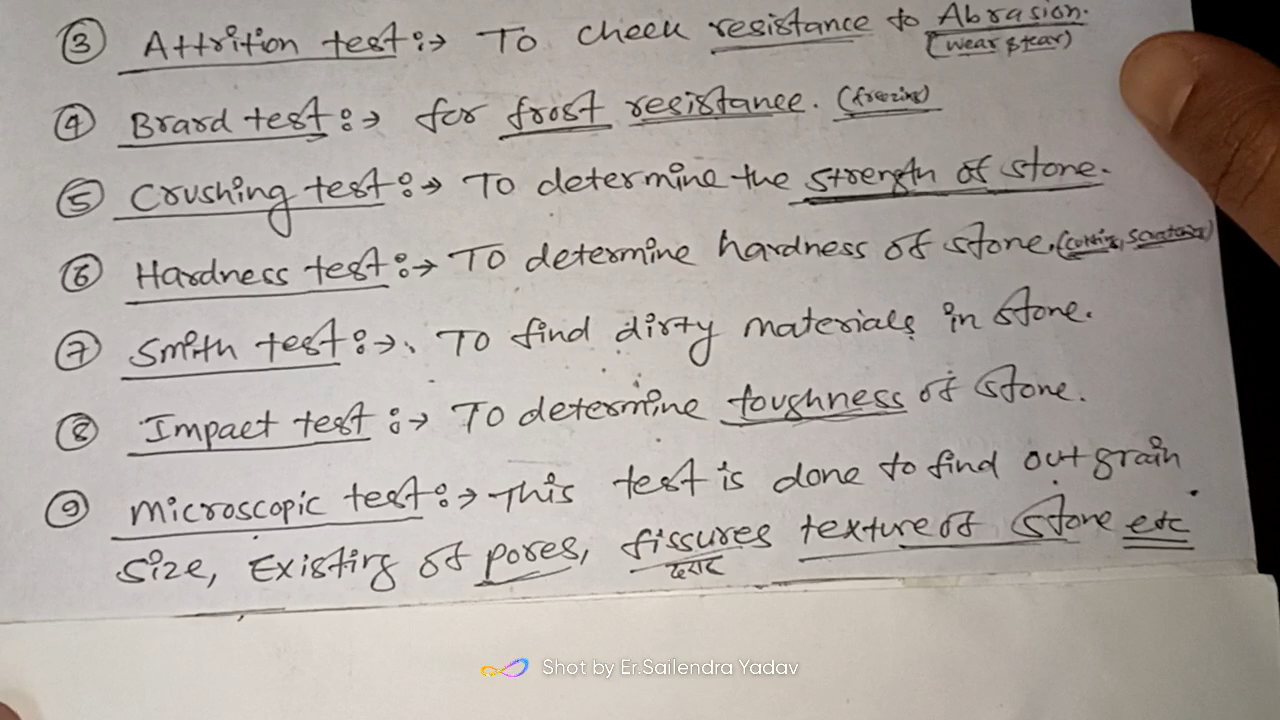 ③ Attrition test :→ To check resistance to Abrasion.
(wear & tear)
④ Brard test :→ for frost resistance. (freezing)
⑤ Crushing test :→ To determine the strength of stone.
⑥ Hardness test :→ To determine hardness of stone. (cutting,
⑦ Smith test :→ To find dirty materials in stone.
⑧ Impact test :→ To determine toughness of stone.
⑨ Microscopic test :→ This test is done to find out grain
size, Existing of pores, fissures texture of stone etc
दरार
Shot by Er.Sailendra Yadav